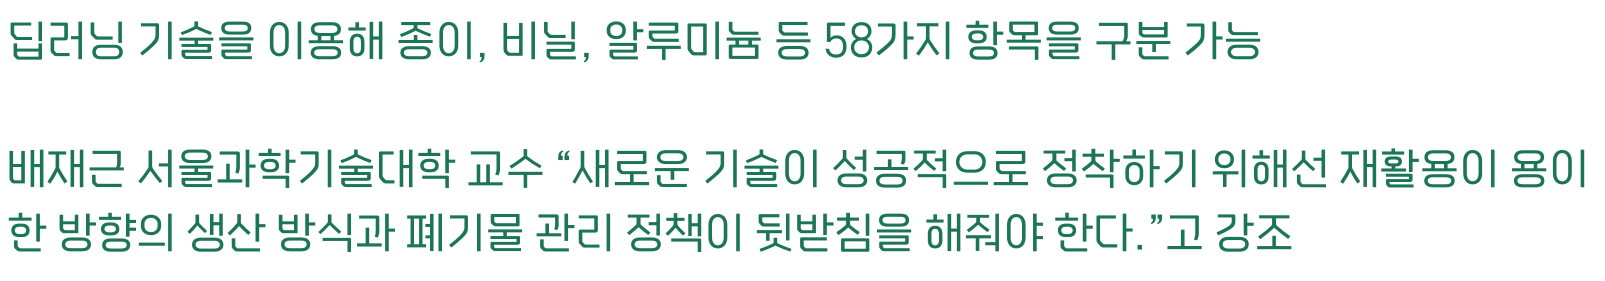 딥러닝 기술을 이용해 종이, 비닐, 알루미늄 등 58가지 항목을 구분 가능
배재근 서울과학기술대학 교수 “새로운 기술이 성공적으로 정착하기 위해선 재활용이 용이
한 방향의 생산 방식과 폐기물 관리 정책이 뒷받침을 해줘야 한다.”고 강조